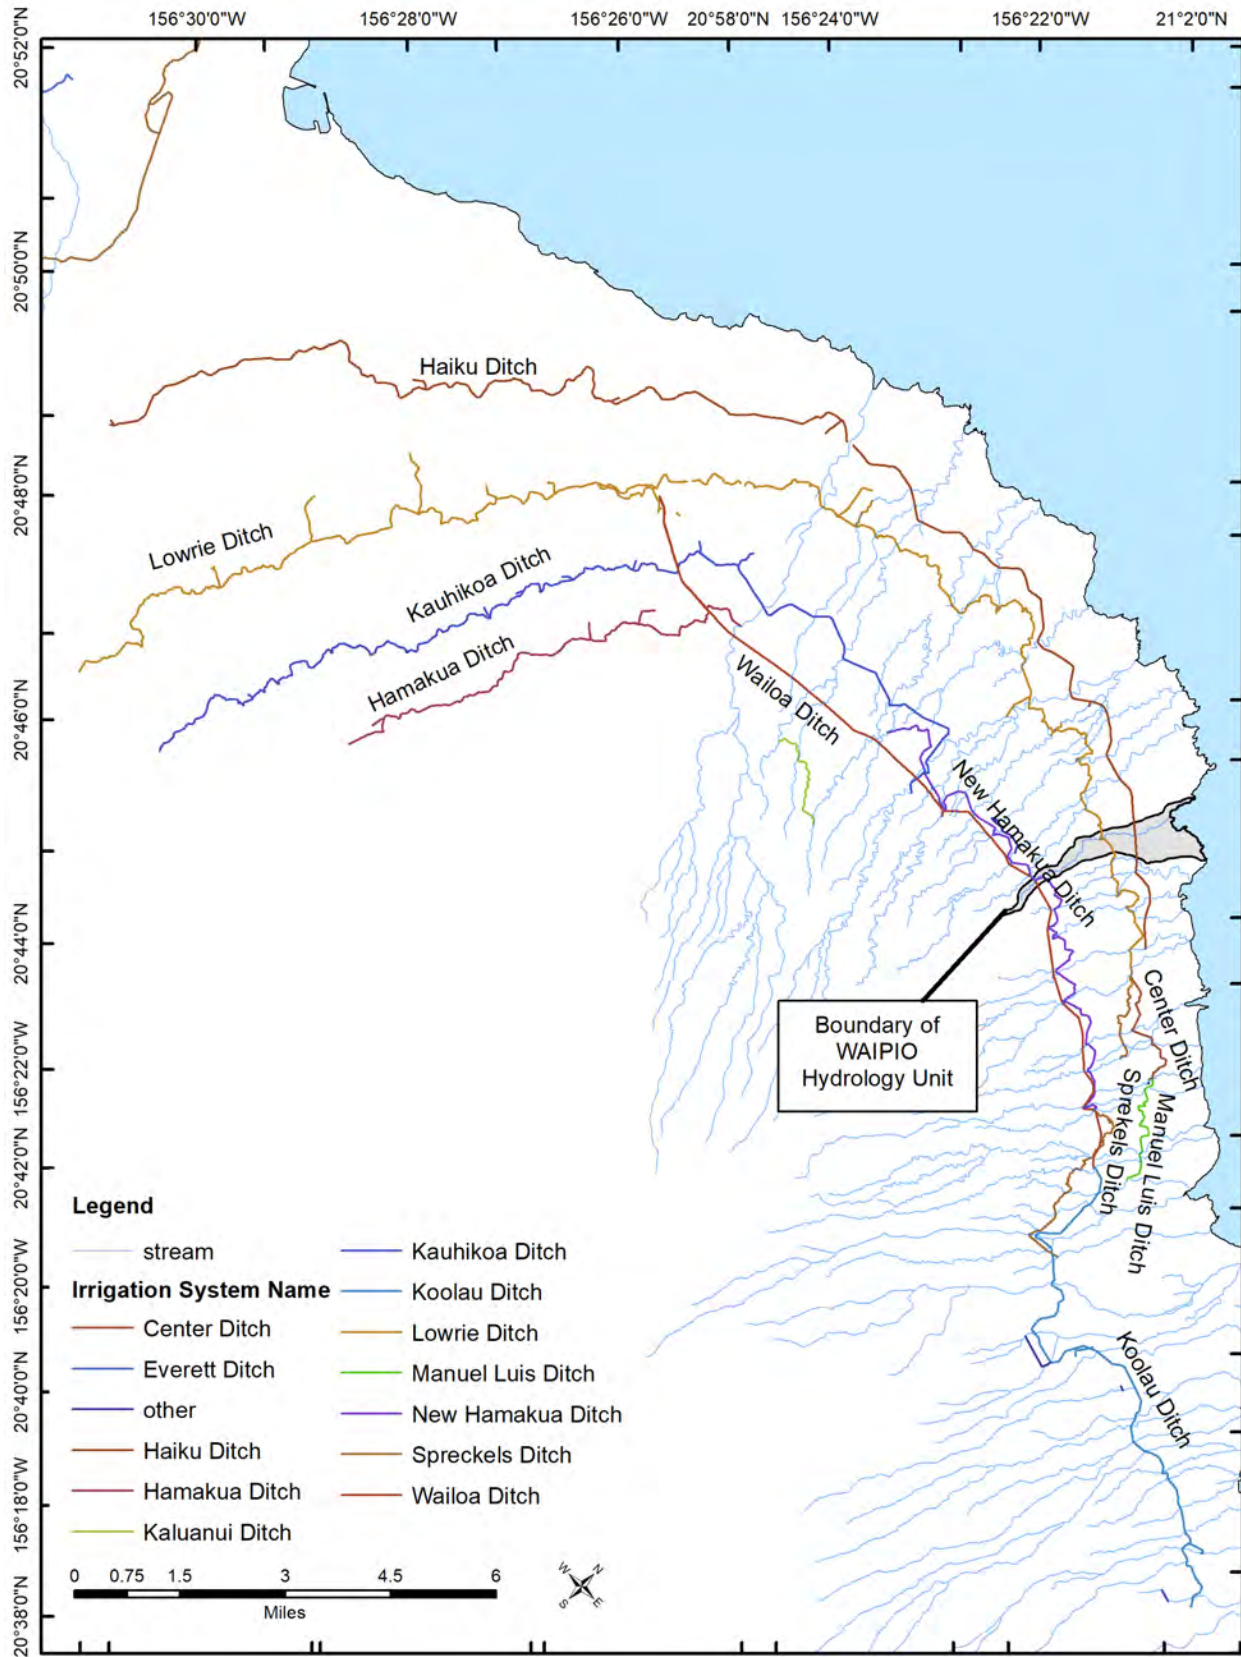 156°30'0"W 156°28'0"W 156°26'0"W 20°58'0"N 156°24'0"W 156°22'0"W 21°2'0"N
20°52'0"N
20°50'0"N
Haiku Ditch
20°48'0"N
Lowrie Ditch
Kauhikoa Ditch
Hamakua Ditch
Wailoa Ditch
20°46'0"N
New Hamakua Ditch
20°44'0"N
Center Ditch
Boundary of
WAIPIO
Hydrology Unit
156°22'0"W
Sprekels Ditch
Manuel Luis Ditch
20°42'0"N
156°20'0"W
Koolau Ditch
20°40'0"N
156°18'0"W
20°38'0"N
Legend
stream
Irrigation System Name
Center Ditch
Everett Ditch
other
Haiku Ditch
Hamakua Ditch
Kaluanui Ditch
Kauhikoa Ditch
Koolau Ditch
Lowrie Ditch
Manuel Luis Ditch
New Hamakua Ditch
Spreckels Ditch
Wailoa Ditch
0 0.75 1.5 3 4.5 6
Miles
W N
S E